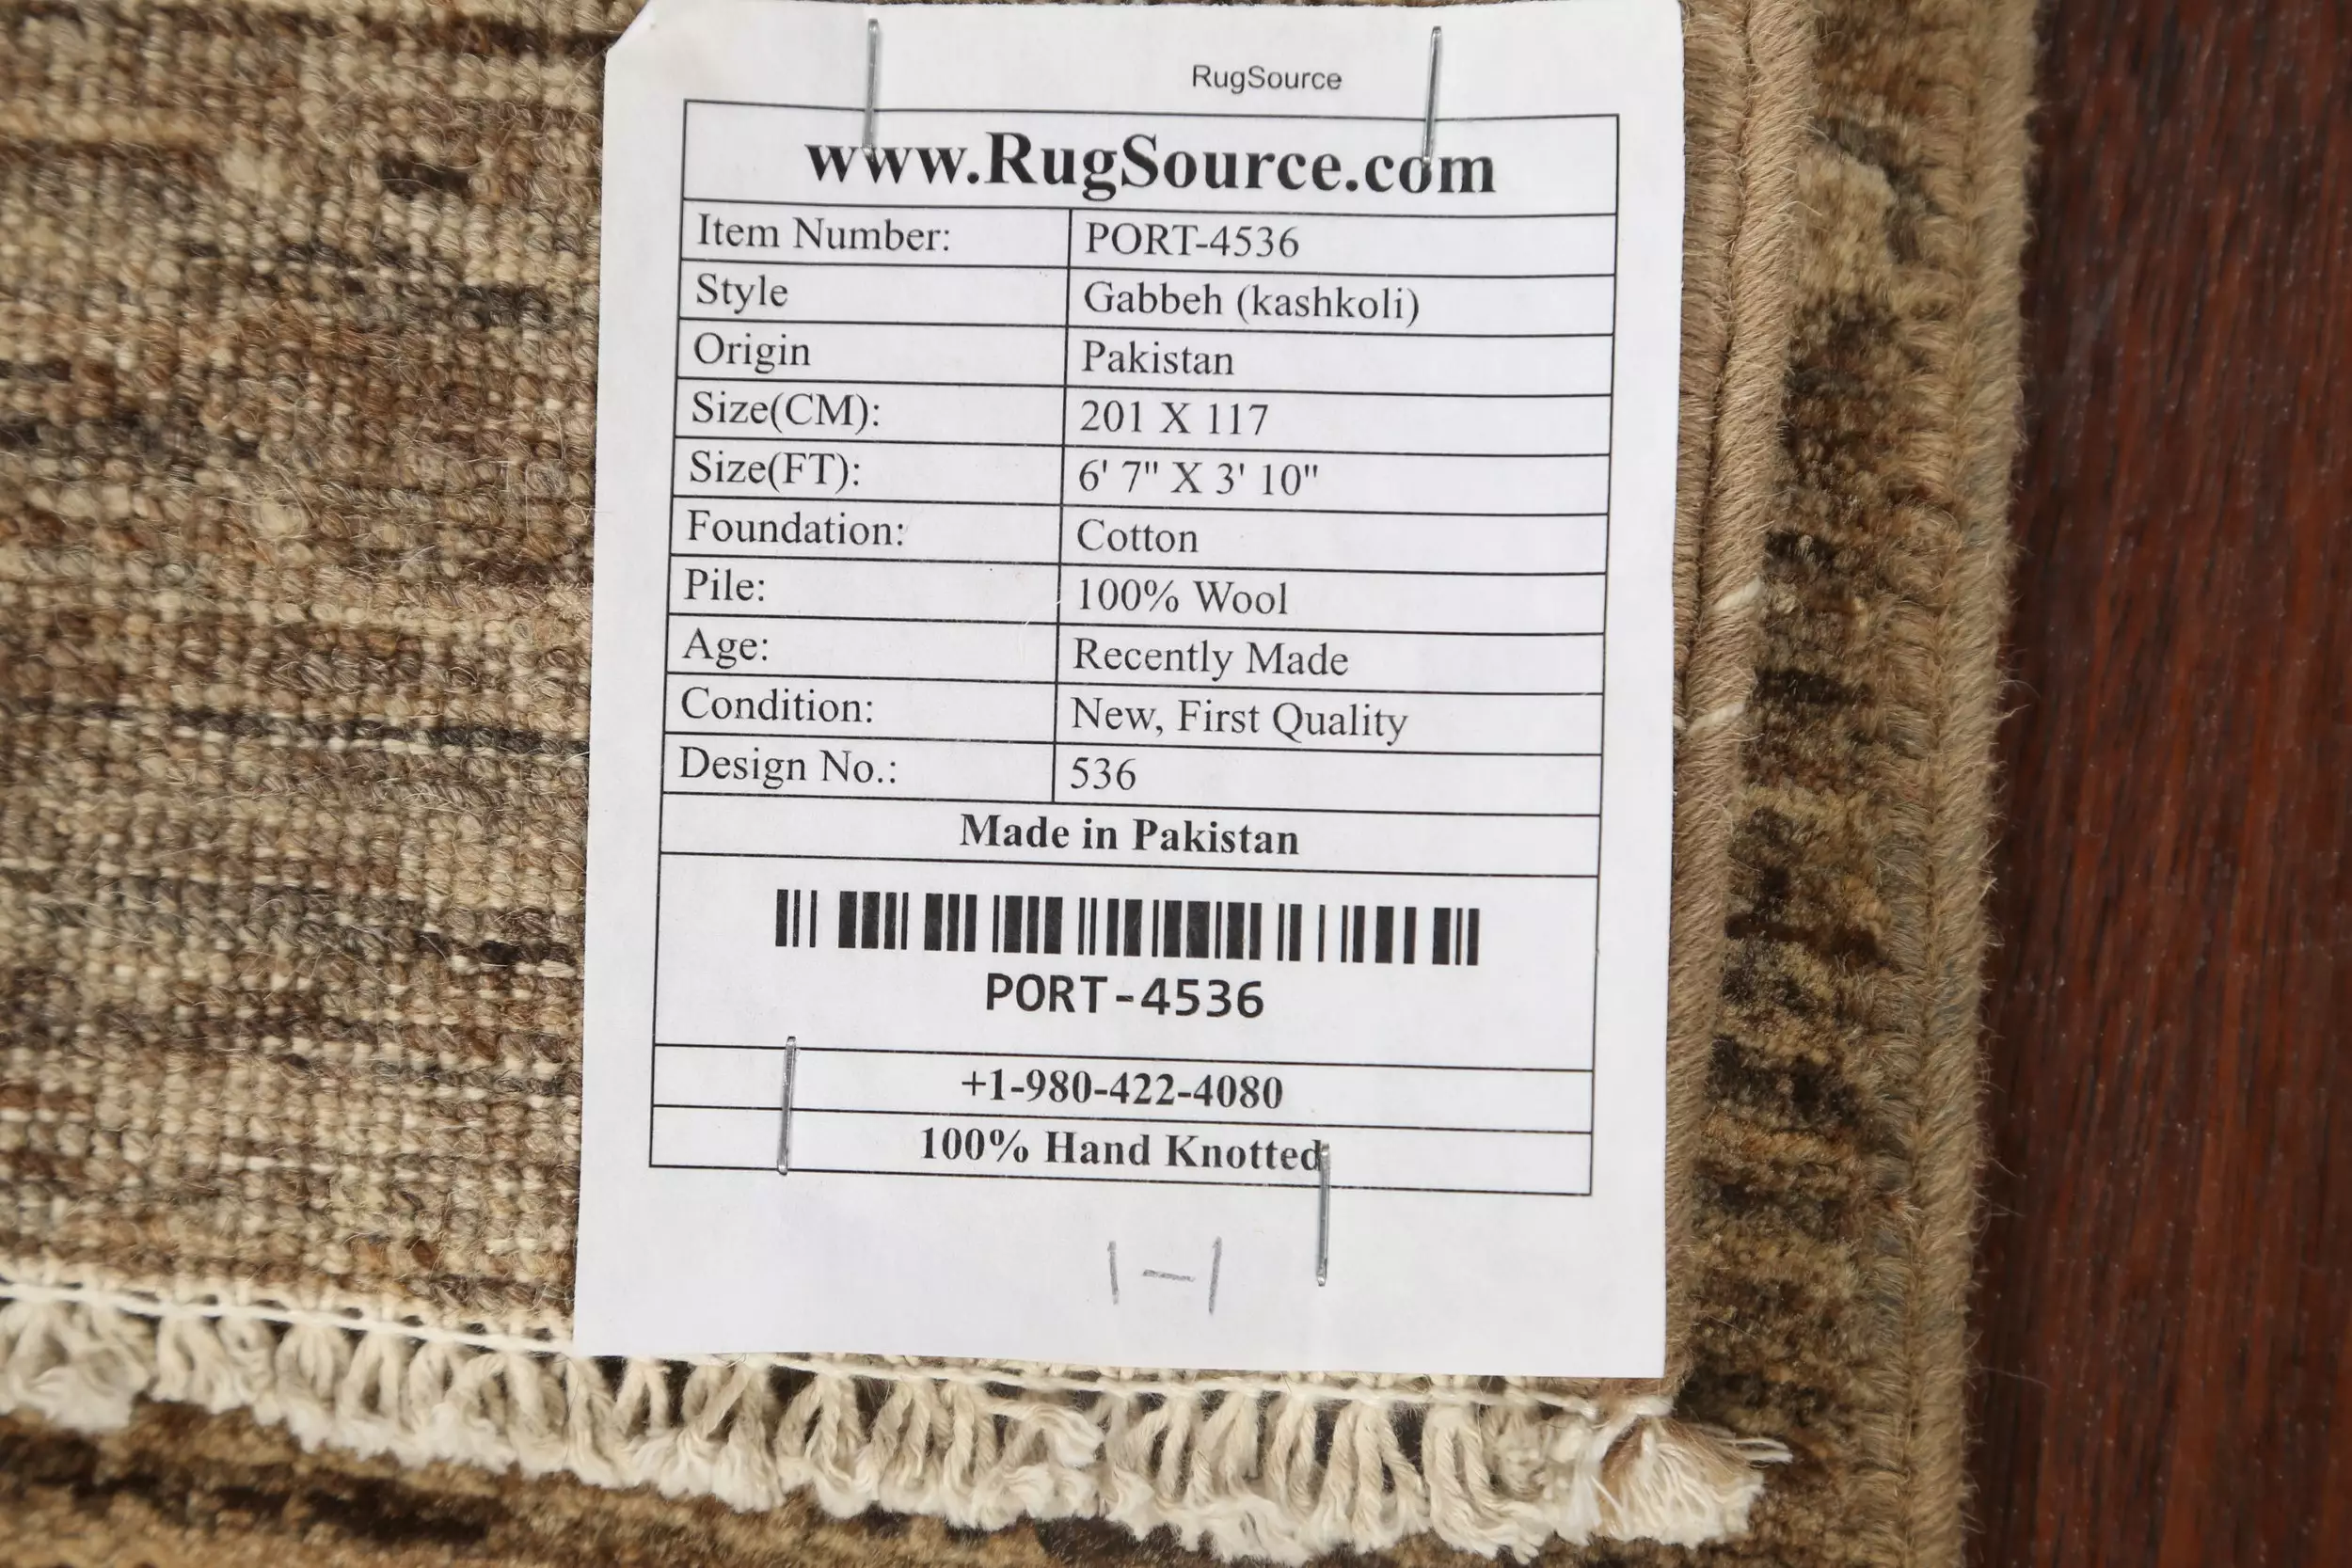 RugSource
www.RugSource.com
Item Number: PORT-4536
Style Gabbeh (kashkoli)
Origin Pakistan
Size(CM): 201 X 117
Size(FT): 6' 7" X 3' 10"
Foundation: Cotton
Pile: 100% Wool
Age: Recently Made
Condition: New, First Quality
Design No.: 536
Made in Pakistan
PORT-4536
+1-980-422-4080
100% Hand Knotted
1-1